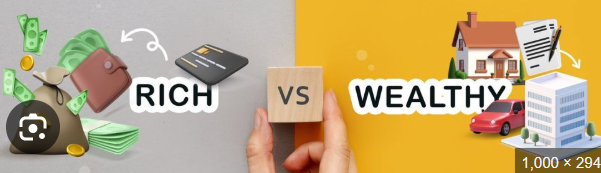 RICH
VS
WEALTHY
1,000 × 294